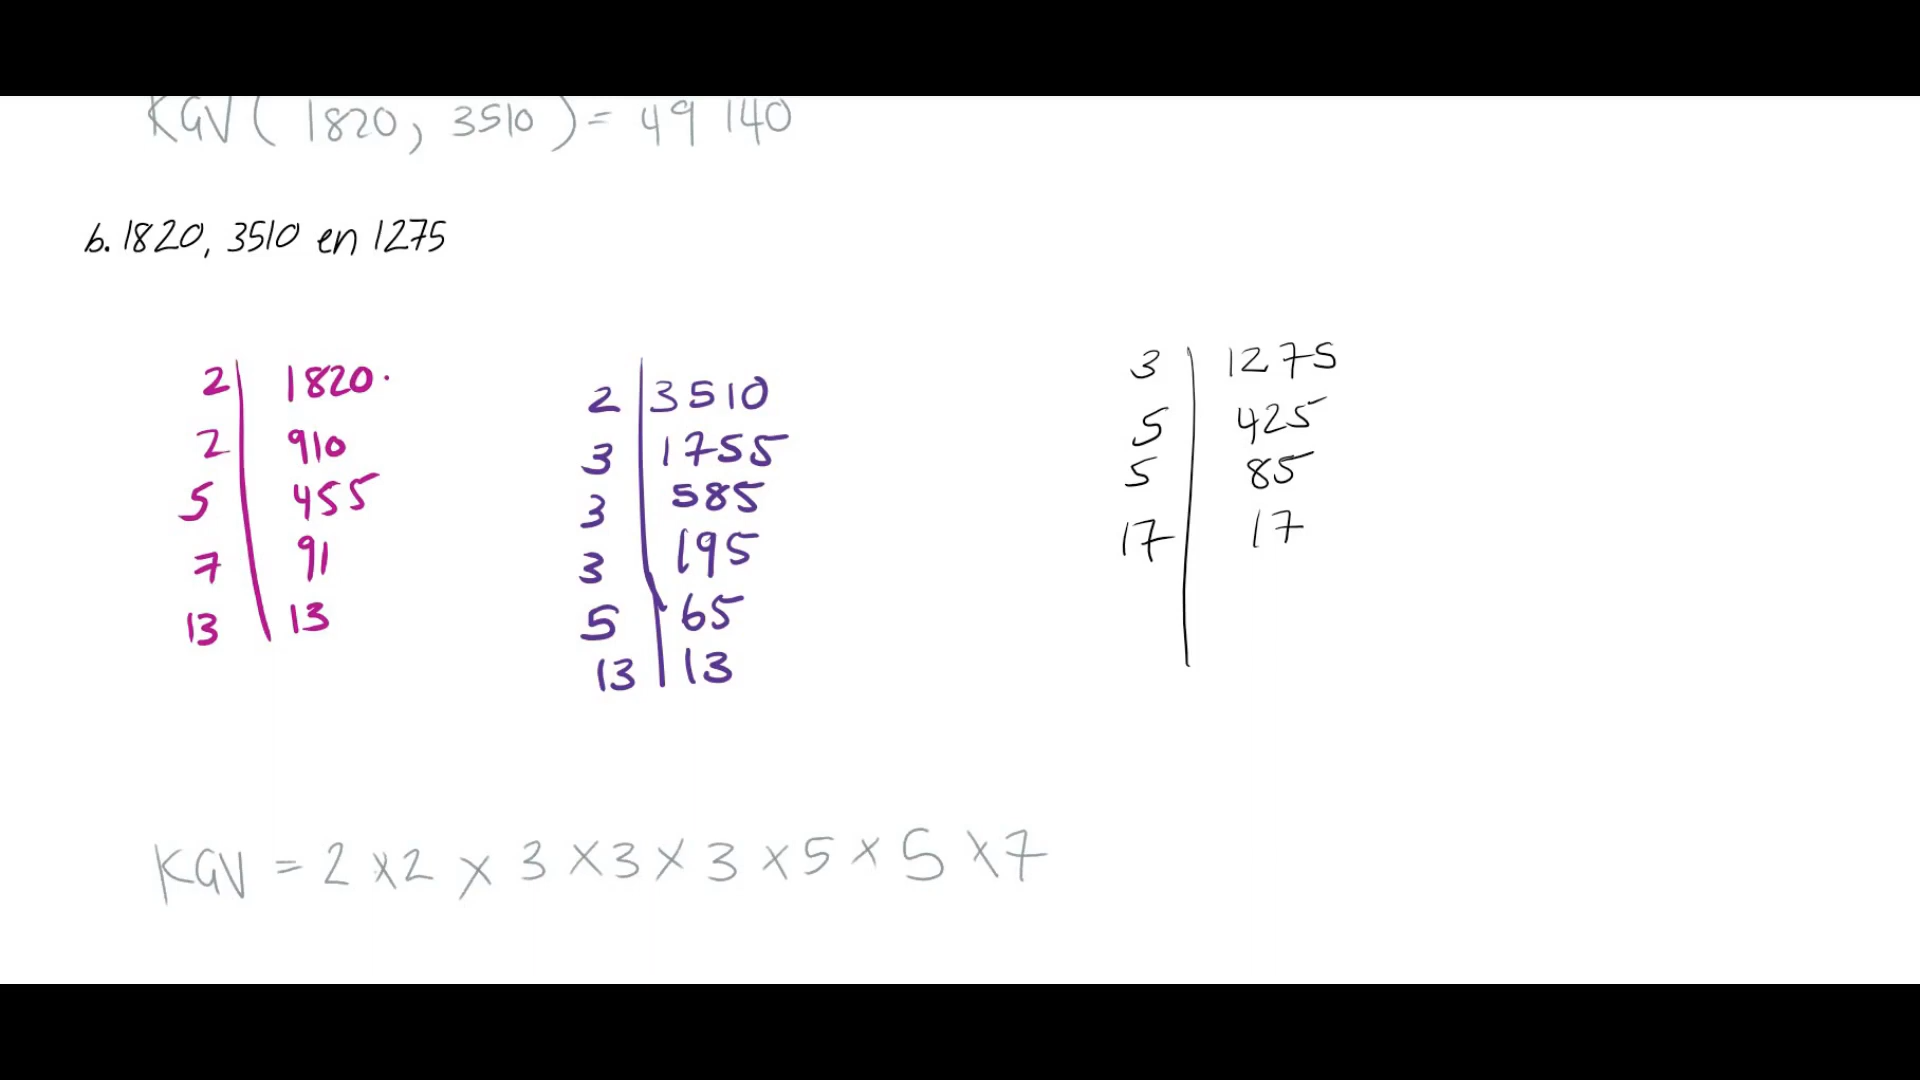 KGV ( 1820, 3510 ) = 49 140
b. 1820, 3510 en 1275
2 | 1820.
2 | 910
5 | 455
7 | 91
13 | 13
2 | 3510
3 | 1755
3 | 585
3 | 195
5 | 65
13 | 13
3 | 1275
5 | 425
5 | 85
17 | 17
KGV = 2 × 2 × 3 × 3 × 3 × 5 × 5 × 7